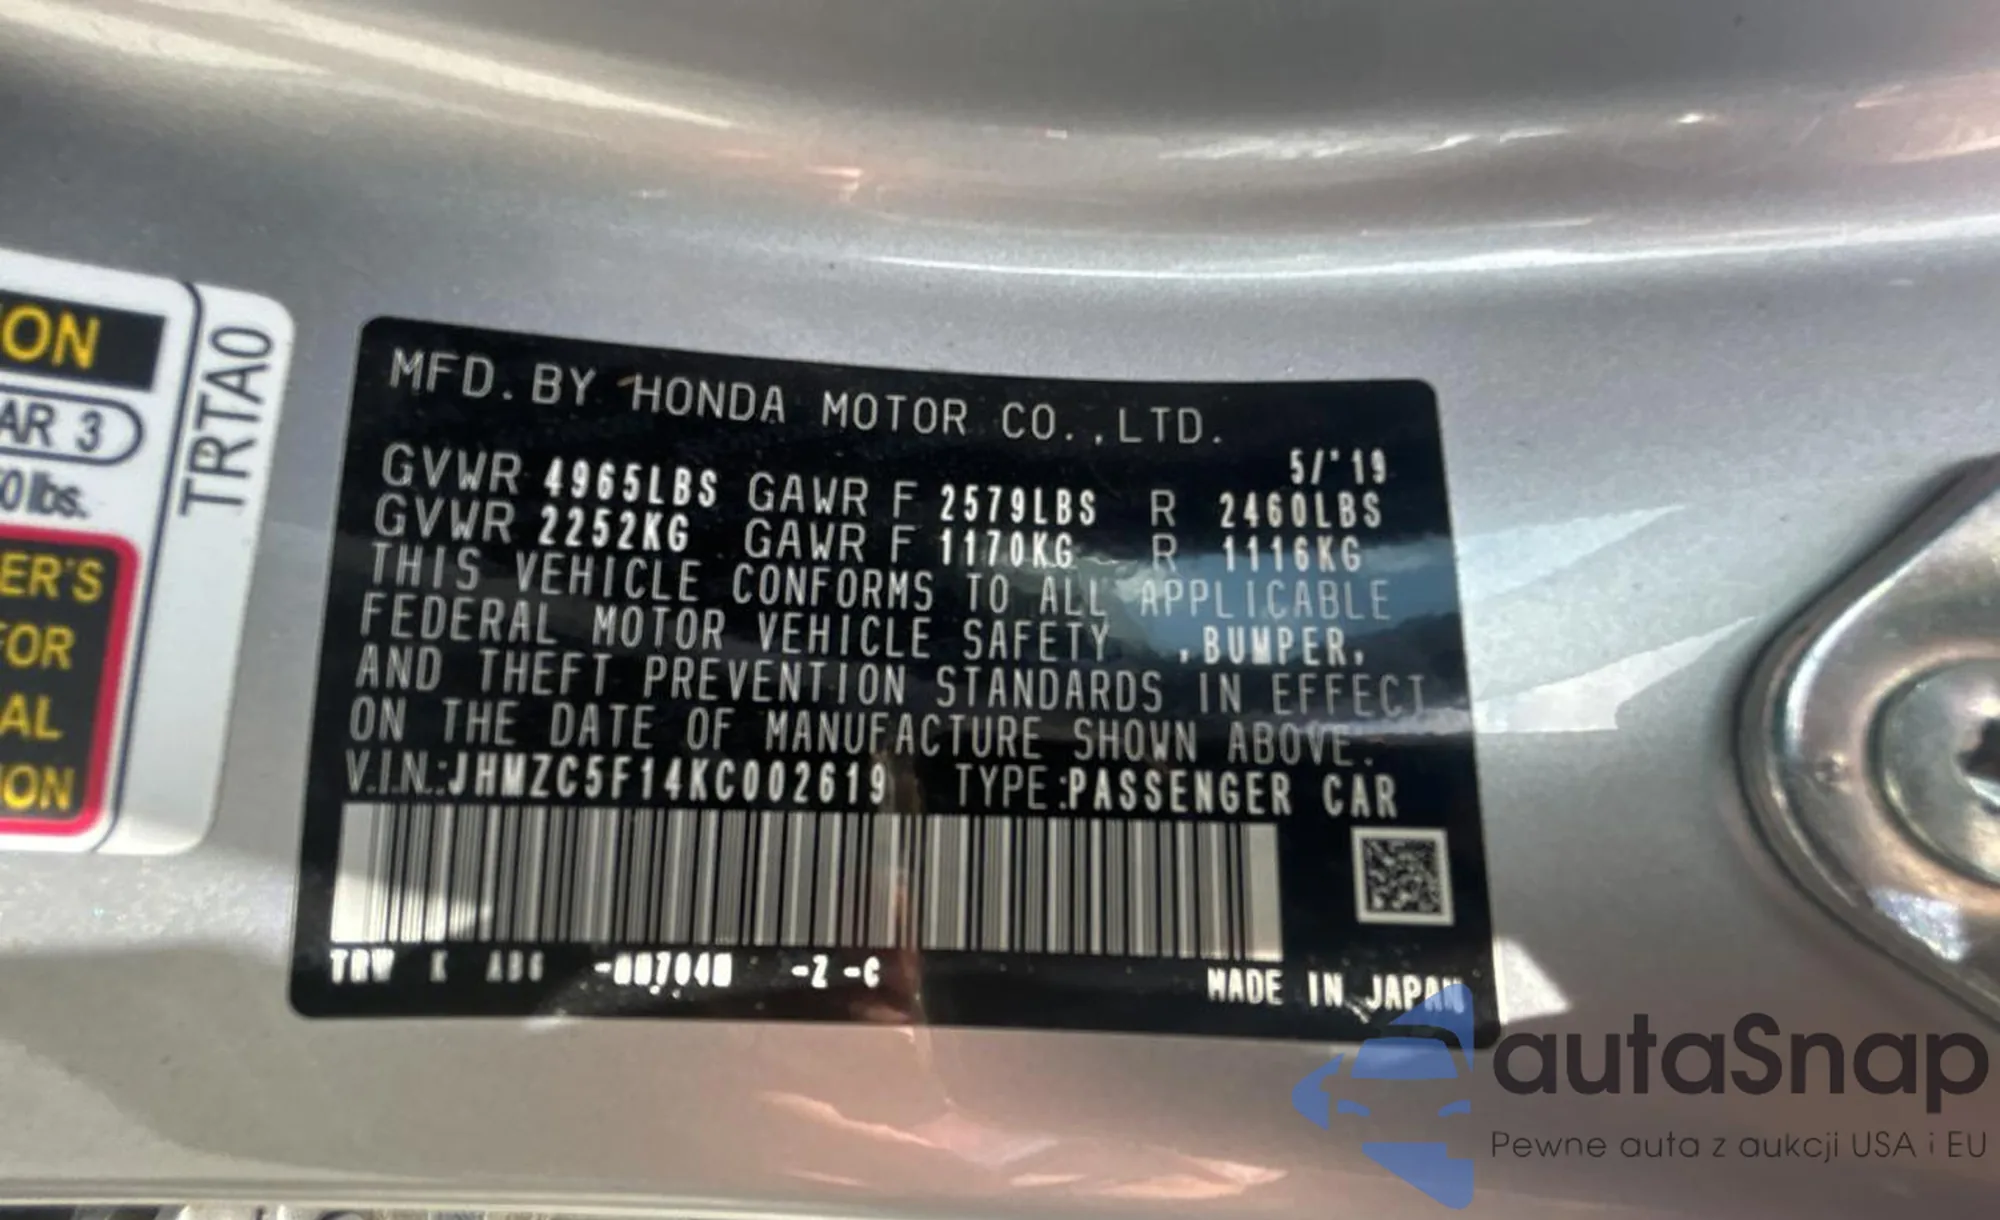 ION
AR 3
0 lbs.
ER'S
FOR
AL
ION
TRTA0
MFD. BY HONDA MOTOR CO., LTD.
5/'19
GVWR 4965LBS GAWR F 2579LBS R 2460LBS
GVWR 2252KG GAWR F 1170KG R 1116KG
THIS VEHICLE CONFORMS TO ALL APPLICABLE
FEDERAL MOTOR VEHICLE SAFETY , BUMPER,
AND THEFT PREVENTION STANDARDS IN EFFECT
ON THE DATE OF MANUFACTURE SHOWN ABOVE.
V.I.N.:JHMZC5F14KC002619 TYPE:PASSENGER CAR
TRW K -Z -C
MADE IN JAPAN
autaSnap
Pewne auta z aukcji USA i EU